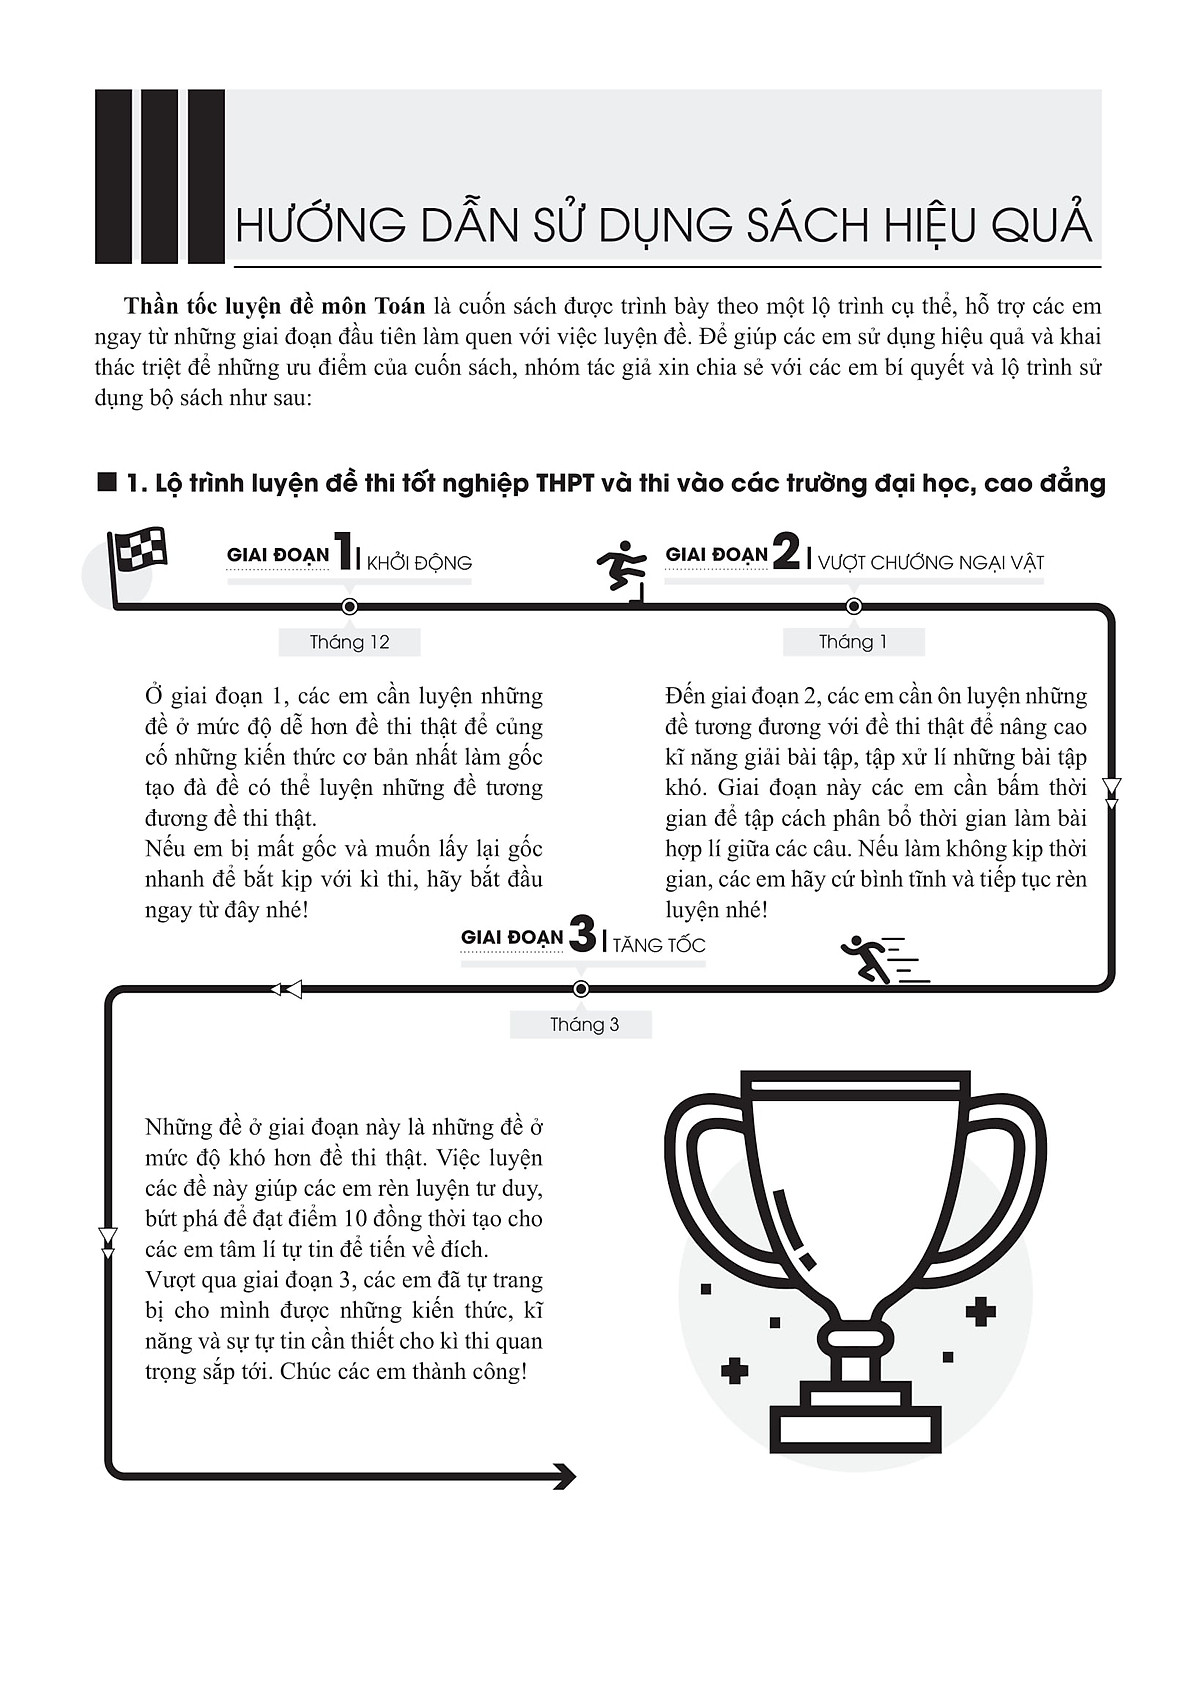 III
HƯỚNG DẪN SỬ DỤNG SÁCH HIỆU QUẢ
Thần tốc luyện đề môn Toán là cuốn sách được trình bày theo một lộ trình cụ thể, hỗ trợ các em
ngay từ những giai đoạn đầu tiên làm quen với việc luyện đề. Để giúp các em sử dụng hiệu quả và khai
thác triệt để những ưu điểm của cuốn sách, nhóm tác giả xin chia sẻ với các em bí quyết và lộ trình sử
dụng bộ sách như sau:
1. Lộ trình luyện đề thi tốt nghiệp THPT và thi vào các trường đại học, cao đẳng
GIAI ĐOẠN 1 | KHỞI ĐỘNG
Tháng 12
Ở giai đoạn 1, các em cần luyện những
đề ở mức độ dễ hơn đề thi thật để củng
cố những kiến thức cơ bản nhất làm gốc
tạo đà đề có thể luyện những đề tương
đương đề thi thật.
Nếu em bị mất gốc và muốn lấy lại gốc
nhanh để bắt kịp với kì thi, hãy bắt đầu
ngay từ đây nhé!
GIAI ĐOẠN 2 | VƯỢT CHƯỚNG NGẠI VẬT
Tháng 1
Đến giai đoạn 2, các em cần ôn luyện những
đề tương đương với đề thi thật để nâng cao
kĩ năng giải bài tập, tập xử lí những bài tập
khó. Giai đoạn này các em cần bấm thời
gian để tập cách phân bổ thời gian làm bài
hợp lí giữa các câu. Nếu làm không kịp thời
gian, các em hãy cứ bình tĩnh và tiếp tục rèn
luyện nhé!
GIAI ĐOẠN 3 | TĂNG TỐC
Tháng 3
Những đề ở giai đoạn này là những đề ở
mức độ khó hơn đề thi thật. Việc luyện
các đề này giúp các em rèn luyện tư duy,
bứt phá để đạt điểm 10 đồng thời tạo cho
các em tâm lí tự tin để tiến về đích.
Vượt qua giai đoạn 3, các em đã tự trang
bị cho mình được những kiến thức, kĩ
năng và sự tự tin cần thiết cho kì thi quan
trọng sắp tới. Chúc các em thành công!